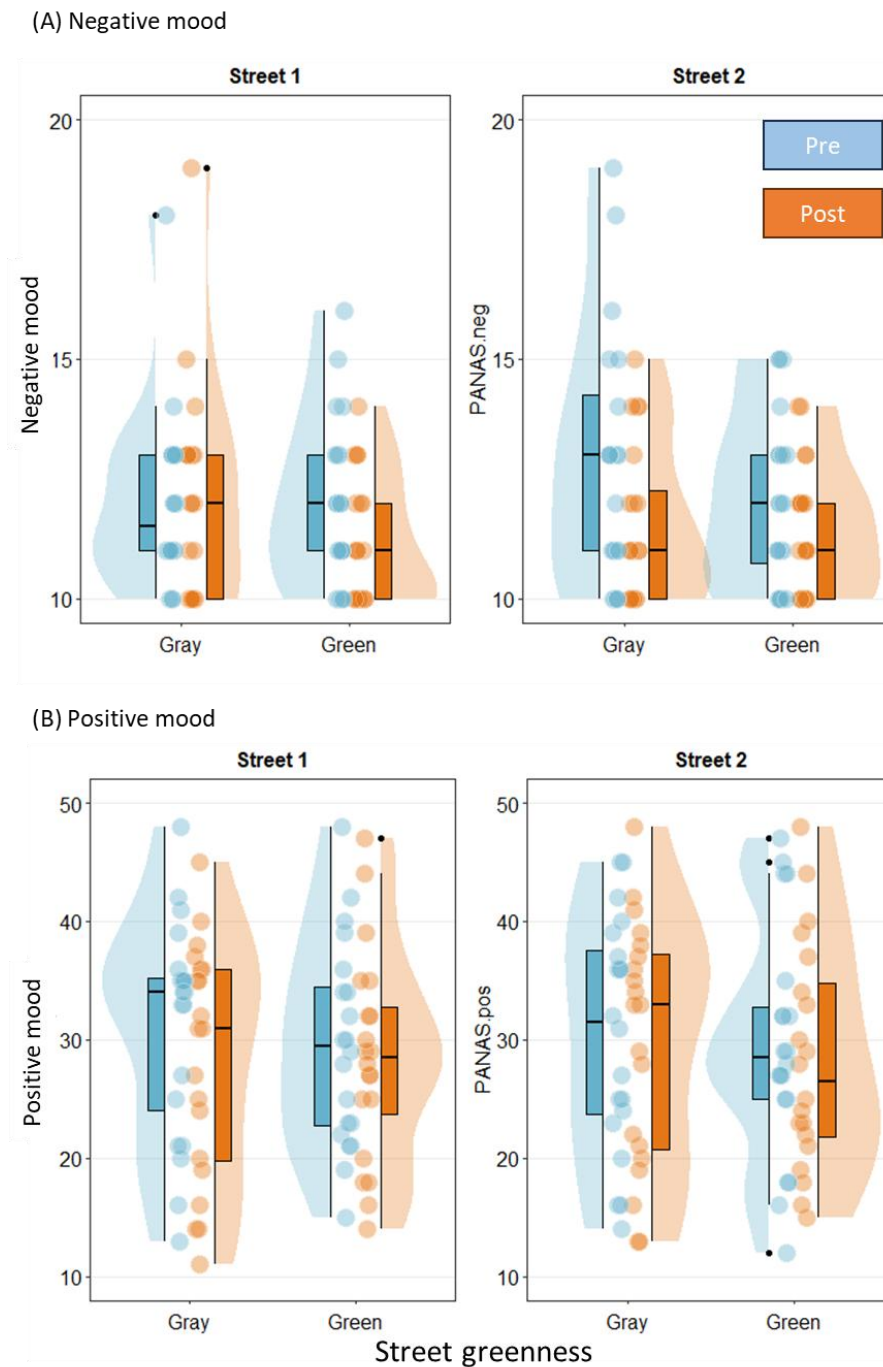 (A) Negative mood
Street 1
Street 2
Negative mood
20
15
10
Gray
Green
PANAS.neg
20
15
10
Gray
Green
Pre
Post
(B) Positive mood
Street 1
Street 2
Positive mood
50
40
30
20
10
Gray
Green
PANAS.pos
50
40
30
20
10
Gray
Green
Street greenness